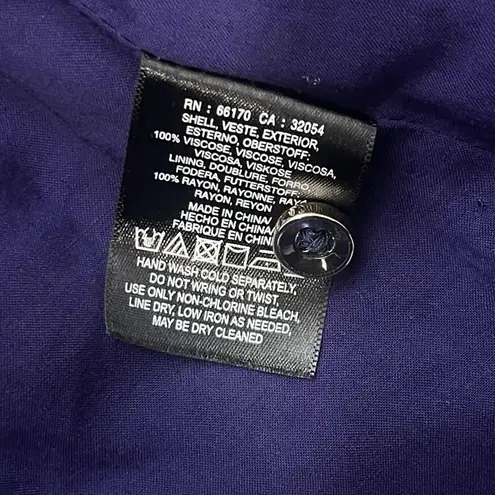 RN : 66170 CA : 32054
SHELL, VESTE, EXTERIOR,
ESTERNO, OBERSTOFF:
100% VISCOSE, VISCOSE, VISCOSA,
VISCOSA, VISKOSE
LINING, DOUBLURE, FORRO,
FODERA, FUTTERSTOFF:
100% RAYON, RAYONNE, RAYON,
RAYON, REYON
MADE IN CHINA
HECHO EN CHINA
FABRIQUE EN CHINA
HAND WASH COLD SEPARATELY,
DO NOT WRING OR TWIST,
USE ONLY NON-CHLORINE BLEACH,
LINE DRY, LOW IRON AS NEEDED,
MAY BE DRY CLEANED